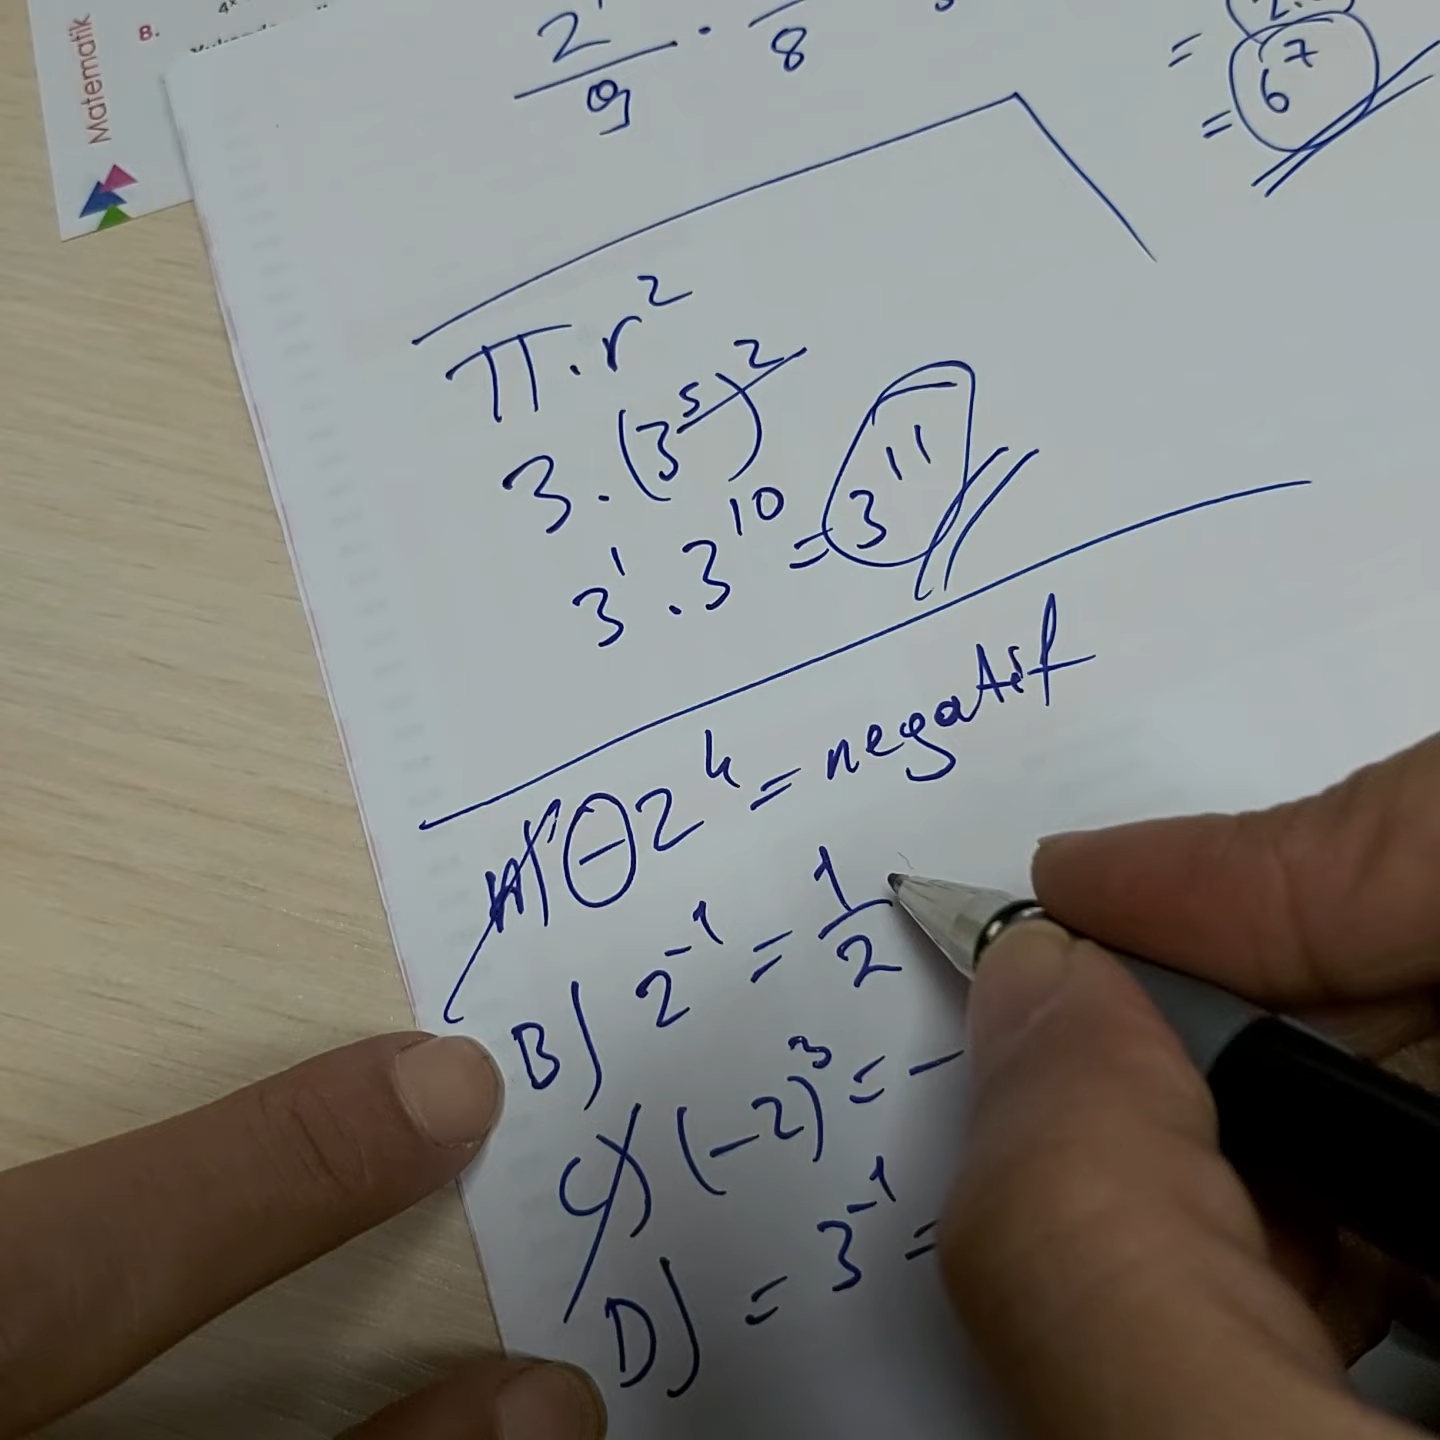 Matematik
8.
2¹/9 · /8
= 6⁷
=
π.r²
3.(3⁵)²
3¹.3¹⁰ = 3¹¹
A) -2⁴ = negatif
B) 2⁻¹ = 1/2
C) (-2)³ = -
D) = 3⁻¹ =